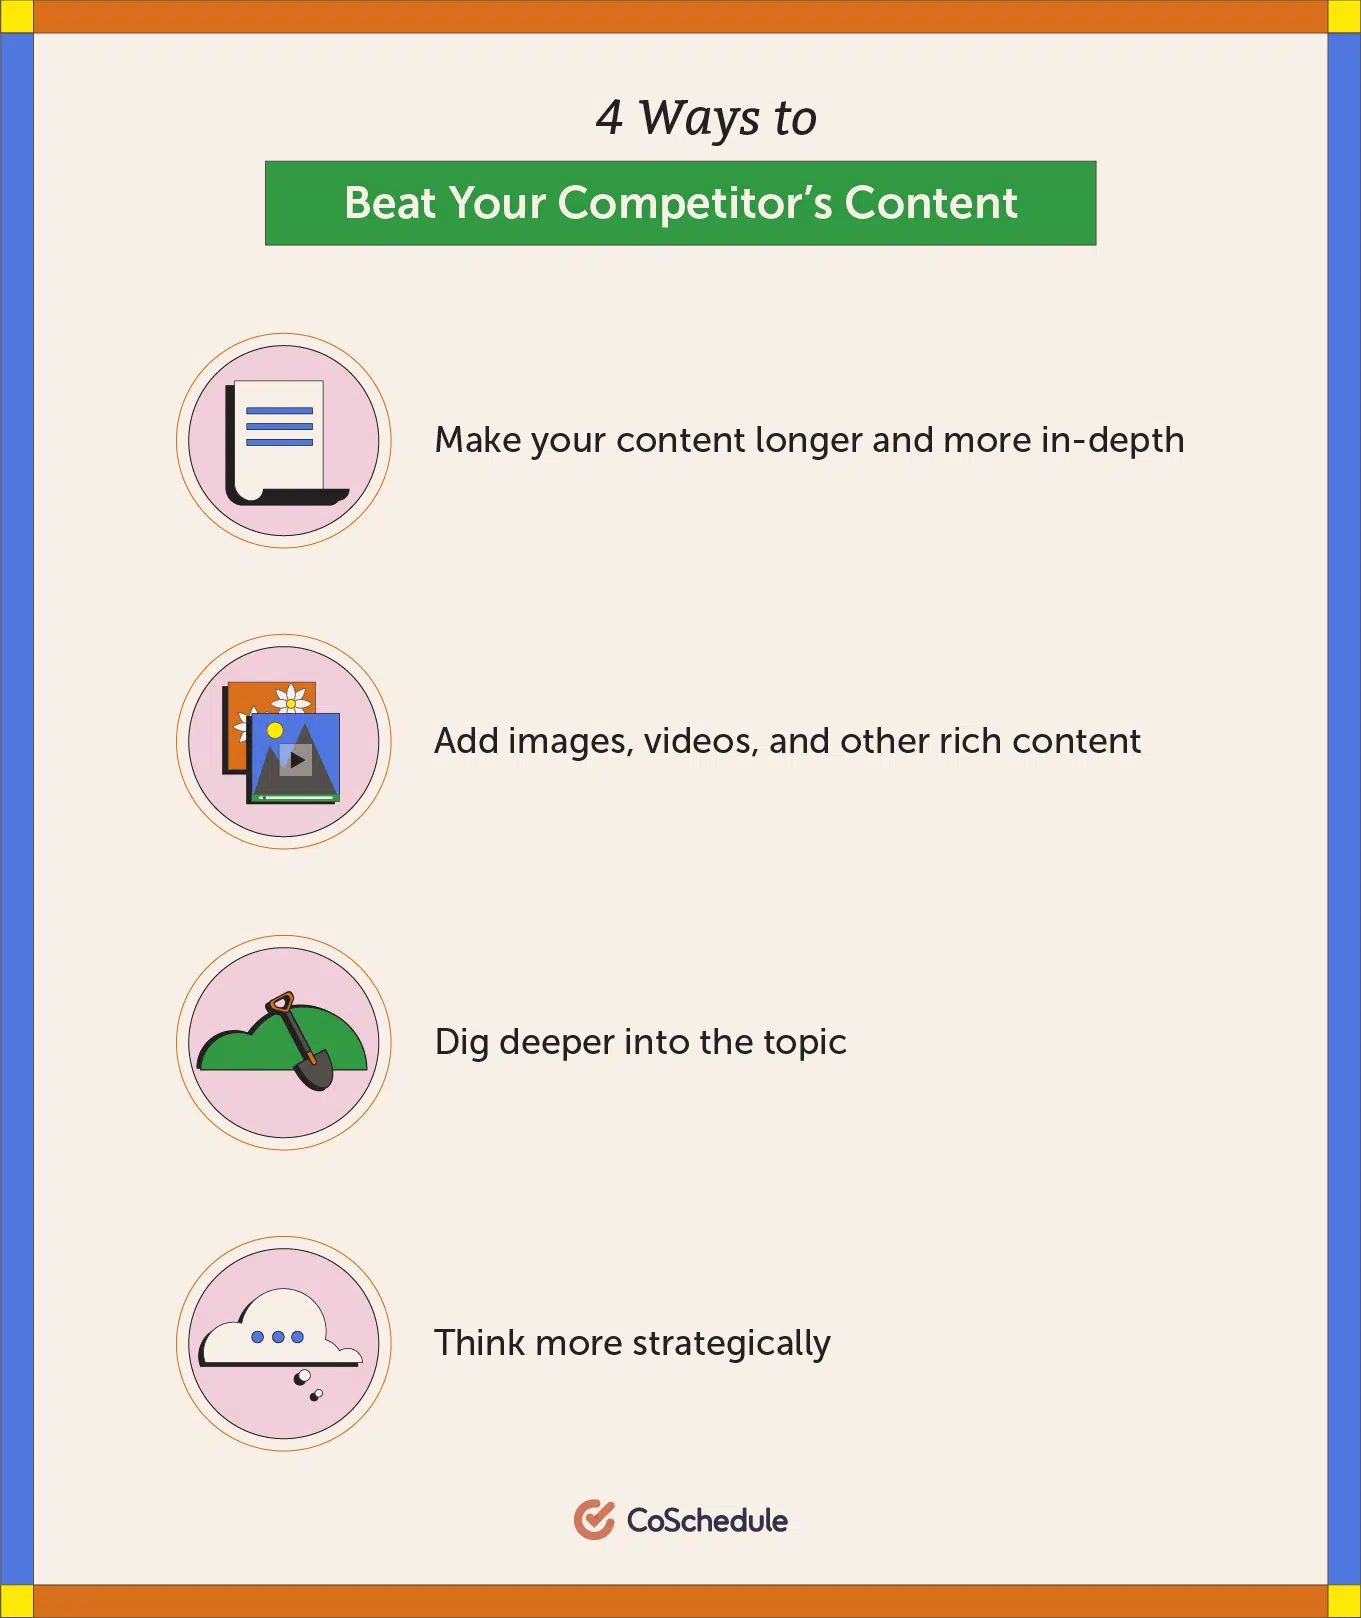 4 Ways to
Beat Your Competitor’s Content
Make your content longer and more in-depth
Add images, videos, and other rich content
Dig deeper into the topic
Think more strategically
CoSchedule